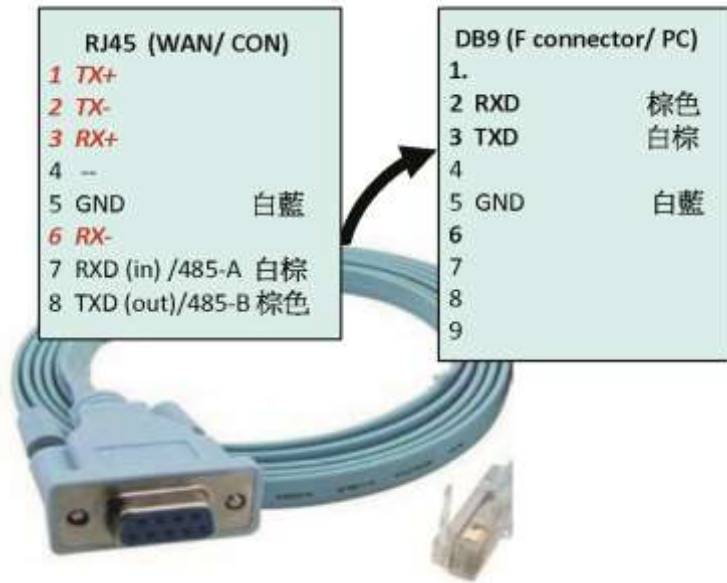 RJ45 (WAN/ CON)
1 TX+
2 TX-
3 RX+
4 --
5 GND 白藍
6 RX-
7 RXD (in) /485-A 白棕
8 TXD (out)/485-B 棕色
DB9 (F connector/ PC)
1.
2 RXD 棕色
3 TXD 白棕
4
5 GND 白藍
6
7
8
9